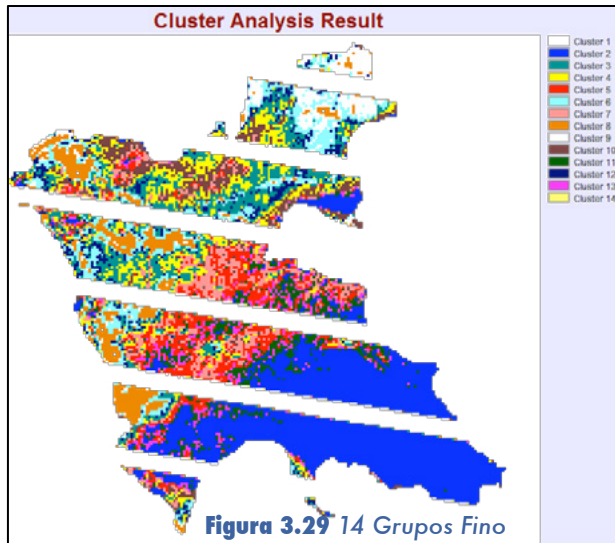 Cluster Analysis Result
Cluster 1
Cluster 2
Cluster 3
Cluster 4
Cluster 5
Cluster 6
Cluster 7
Cluster 8
Cluster 9
Cluster 10
Cluster 11
Cluster 12
Cluster 13
Cluster 14
Figura 3.29 14 Grupos Fino